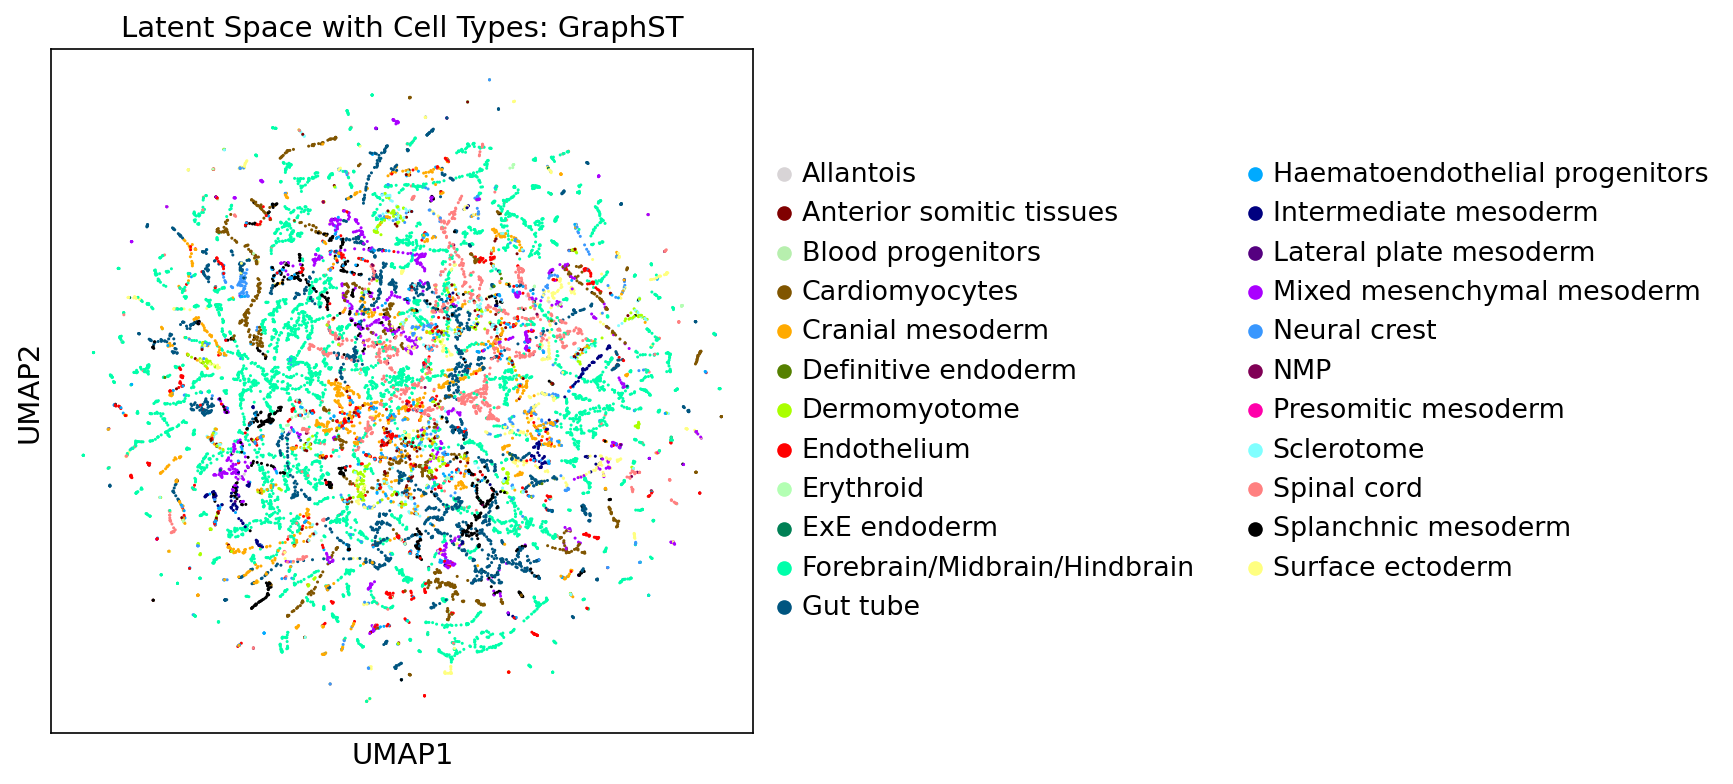 Latent Space with Cell Types: GraphST
UMAP2
UMAP1
Allantois
Anterior somitic tissues
Blood progenitors
Cardiomyocytes
Cranial mesoderm
Definitive endoderm
Dermomyotome
Endothelium
Erythroid
ExE endoderm
Forebrain/Midbrain/Hindbrain
Gut tube
Haematoendothelial progenitors
Intermediate mesoderm
Lateral plate mesoderm
Mixed mesenchymal mesoderm
Neural crest
NMP
Presomitic mesoderm
Sclerotome
Spinal cord
Splanchnic mesoderm
Surface ectoderm